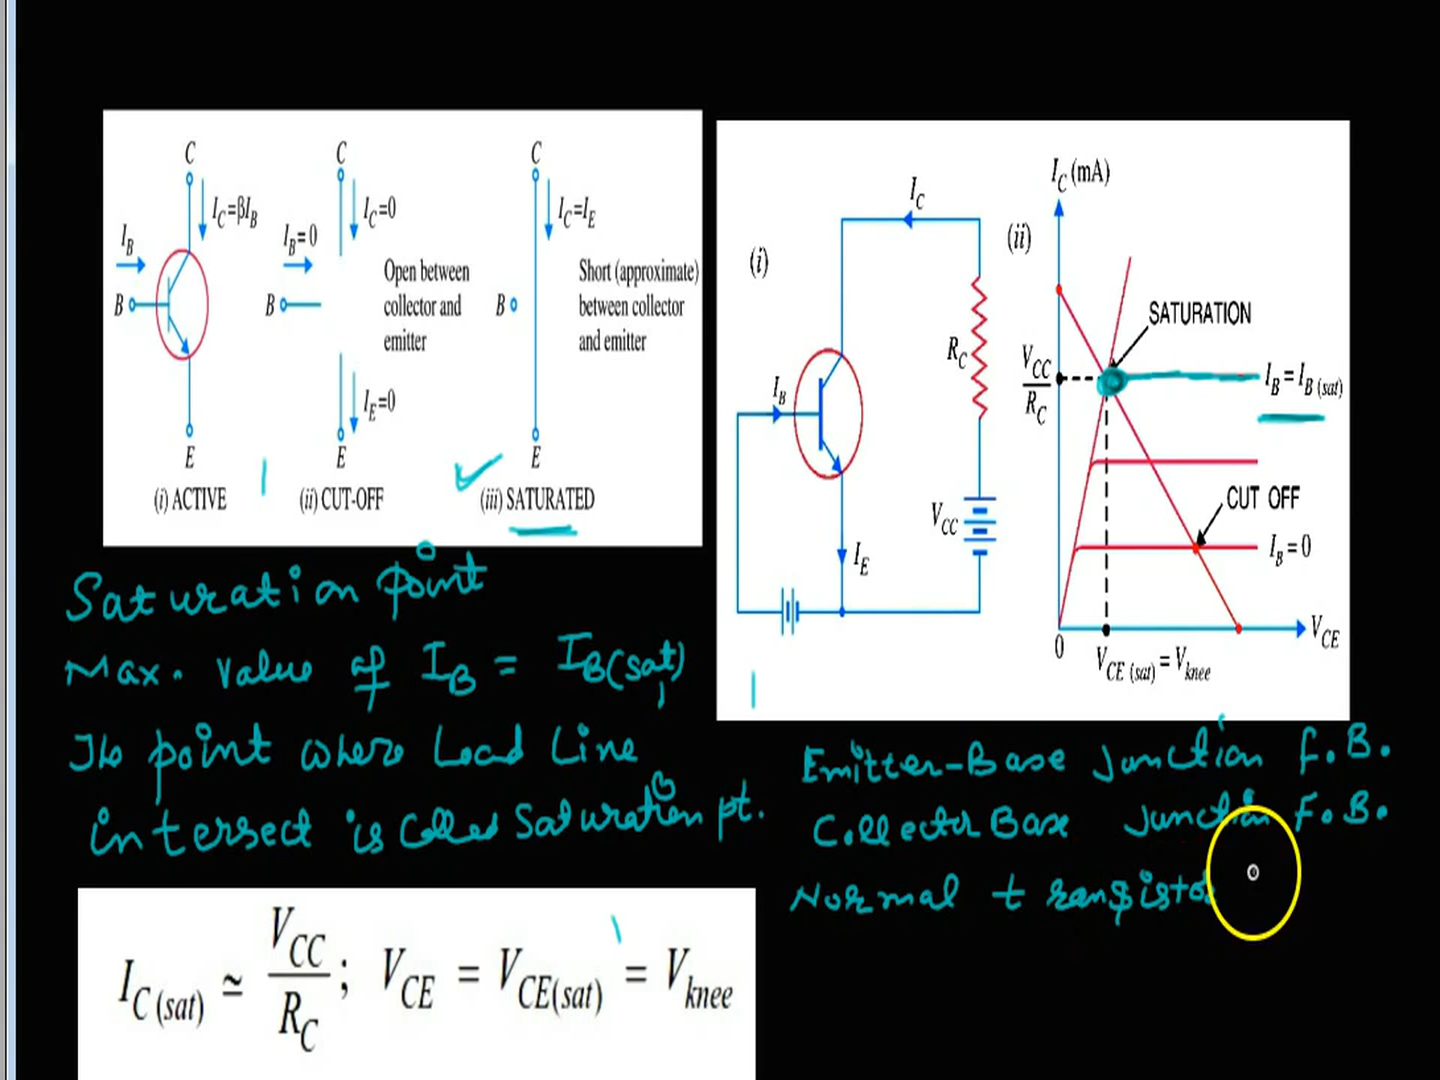 C
C
C
I_C=βI_B
I_C=0
I_C=I_E
I_B
I_B=0
B
B
B
Open between
collector and
emitter
Short (approximate)
between collector
and emitter
I_E=0
E
E
E
(i) ACTIVE
(ii) CUT-OFF
(iii) SATURATED
(i)
I_C
R_C
I_B
V_CC
I_E
(ii)
I_C (mA)
SATURATION
V_CC/R_C
I_B = I_B (sat)
CUT OFF
I_B = 0
0
V_CE
V_CE (sat) = V_knee
Saturation point
Max. value of I_B = I_B(sat)
The point where Load Line
intersect is called Saturation pt.
Emitter-Base Junction F.B.
Collector Base Junction F.B.
Normal transistor
I_C (sat) ≃ V_CC/R_C ; V_CE = V_CE(sat) = V_knee